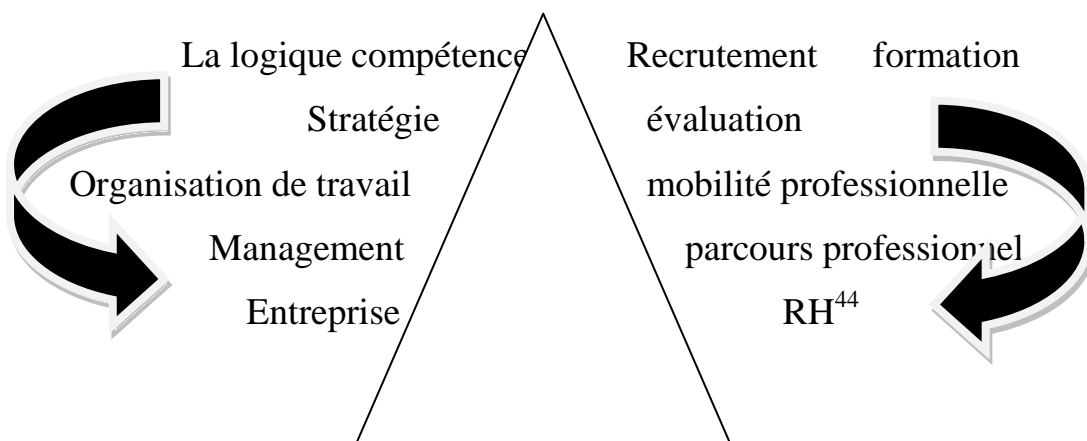 La logique compétence Recrutement formation
Stratégie évaluation
Organisation de travail mobilité professionnelle
Management parcours professionnel
Entreprise RH44